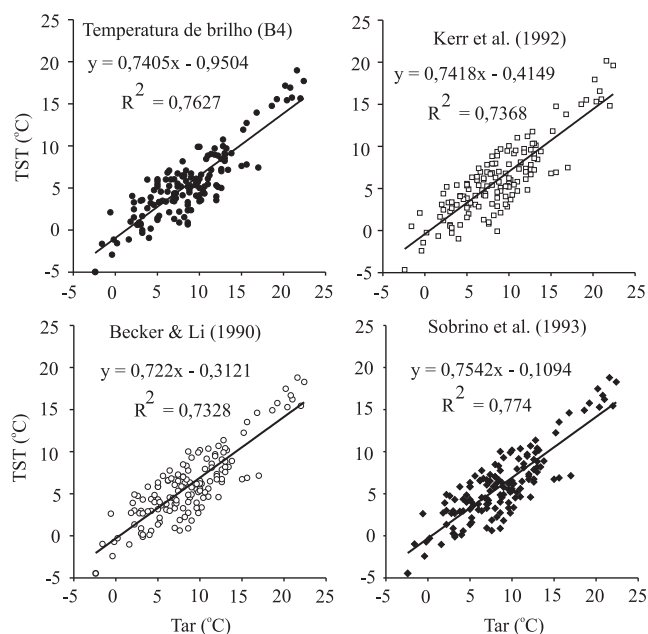 Temperatura de brilho (B4)
y = 0,7405x - 0,9504
R2 = 0,7627
TST (°C)
25
20
15
10
5
0
-5
-5 0 5 10 15 20 25
Kerr et al. (1992)
y = 0,7418x - 0,4149
R2 = 0,7368
25
20
15
10
5
0
-5
-5 0 5 10 15 20 25
Becker & Li (1990)
y = 0,722x - 0,3121
R2 = 0,7328
TST (°C)
25
20
15
10
5
0
-5
-5 0 5 10 15 20 25
Tar (°C)
Sobrino et al. (1993)
y = 0,7542x - 0,1094
R2 = 0,774
25
20
15
10
5
0
-5
-5 0 5 10 15 20 25
Tar (°C)